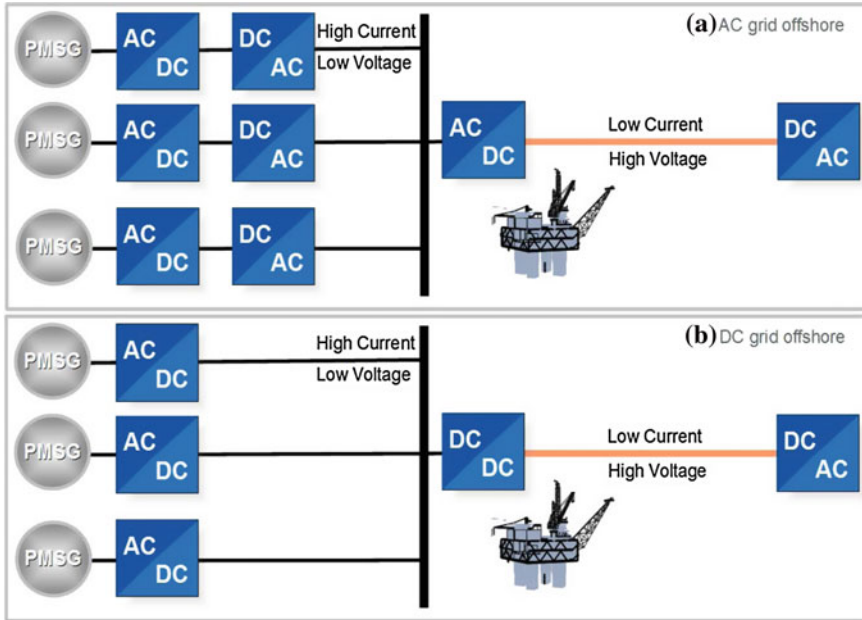 (a) AC grid offshore
PMSG AC DC DC AC High Current
Low Voltage
PMSG AC DC DC AC AC DC Low Current DC AC
High Voltage
PMSG AC DC DC AC
(b) DC grid offshore
PMSG AC DC High Current
Low Voltage
PMSG AC DC DC DC Low Current DC AC
High Voltage
PMSG AC DC